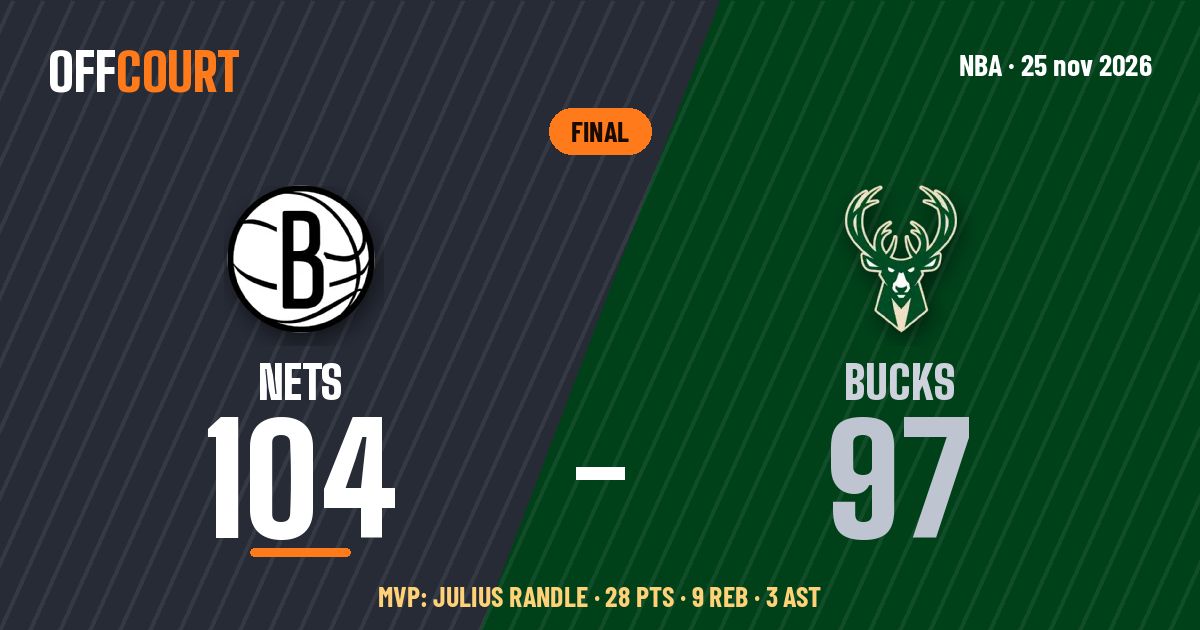 OFFCOURT
NBA · 25 nov 2026
FINAL
B
NETS
BUCKS
104 – 97
MVP: JULIUS RANDLE · 28 PTS · 9 REB · 3 AST